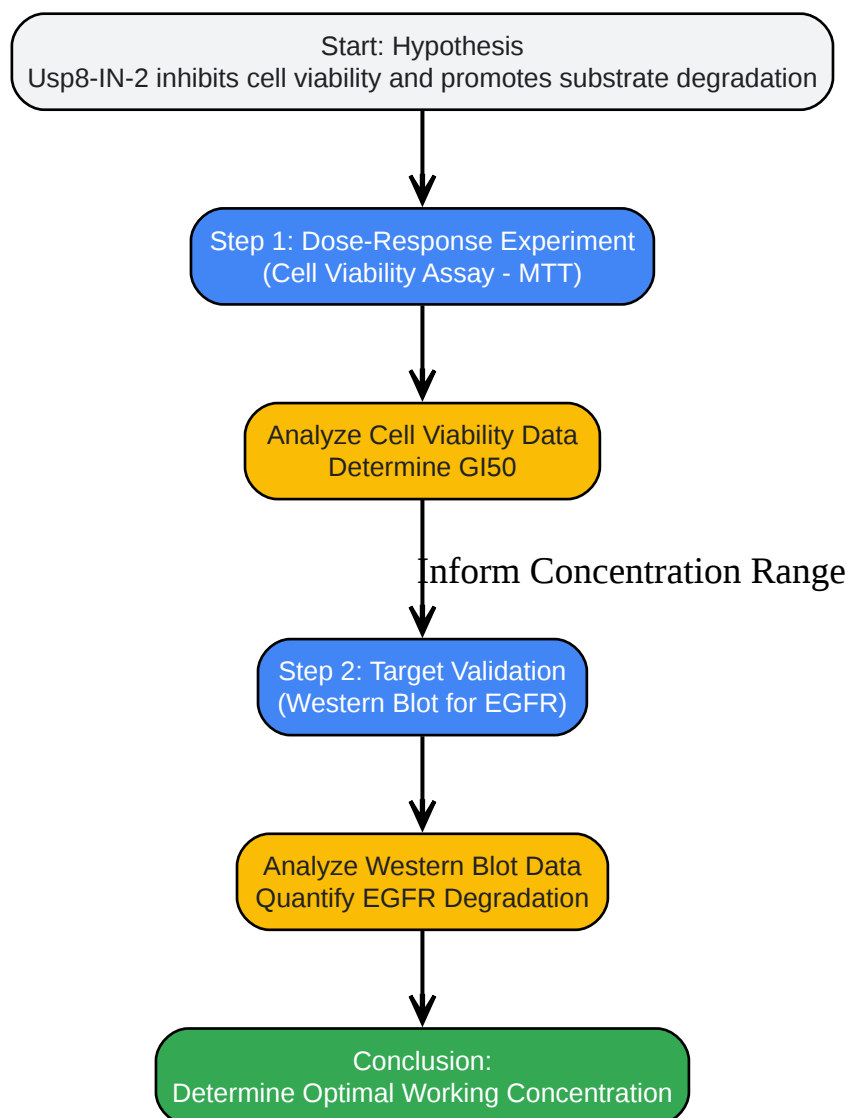 Start: Hypothesis
Usp8-IN-2 inhibits cell viability and promotes substrate degradation
Step 1: Dose-Response Experiment
(Cell Viability Assay - MTT)
Analyze Cell Viability Data
Determine GI50
Inform Concentration Range
Step 2: Target Validation
(Western Blot for EGFR)
Analyze Western Blot Data
Quantify EGFR Degradation
Conclusion:
Determine Optimal Working Concentration